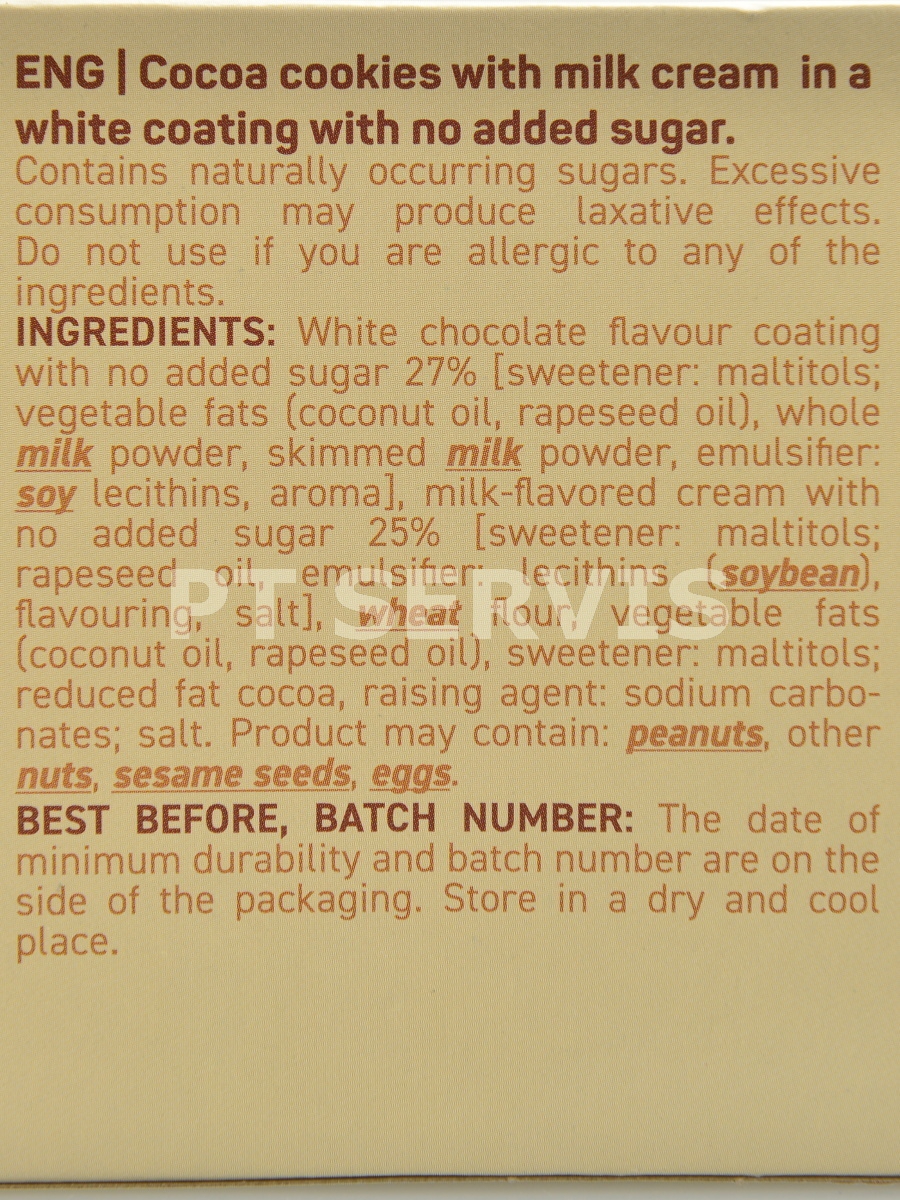 ENG | Cocoa cookies with milk cream in a
white coating with no added sugar.
Contains naturally occurring sugars. Excessive
consumption may produce laxative effects.
Do not use if you are allergic to any of the
ingredients.
INGREDIENTS: White chocolate flavour coating
with no added sugar 27% [sweetener: maltitols;
vegetable fats (coconut oil, rapeseed oil), whole
milk powder, skimmed milk powder, emulsifier:
soy lecithins, aroma], milk-flavored cream with
no added sugar 25% [sweetener: maltitols;
rapeseed oil, emulsifier: lecithins (soybean),
PT SERVIS
flavouring, salt], wheat flour, vegetable fats
(coconut oil, rapeseed oil), sweetener: maltitols;
reduced fat cocoa, raising agent: sodium carbo-
nates; salt. Product may contain: peanuts, other
nuts, sesame seeds, eggs.
BEST BEFORE, BATCH NUMBER: The date of
minimum durability and batch number are on the
side of the packaging. Store in a dry and cool
place.